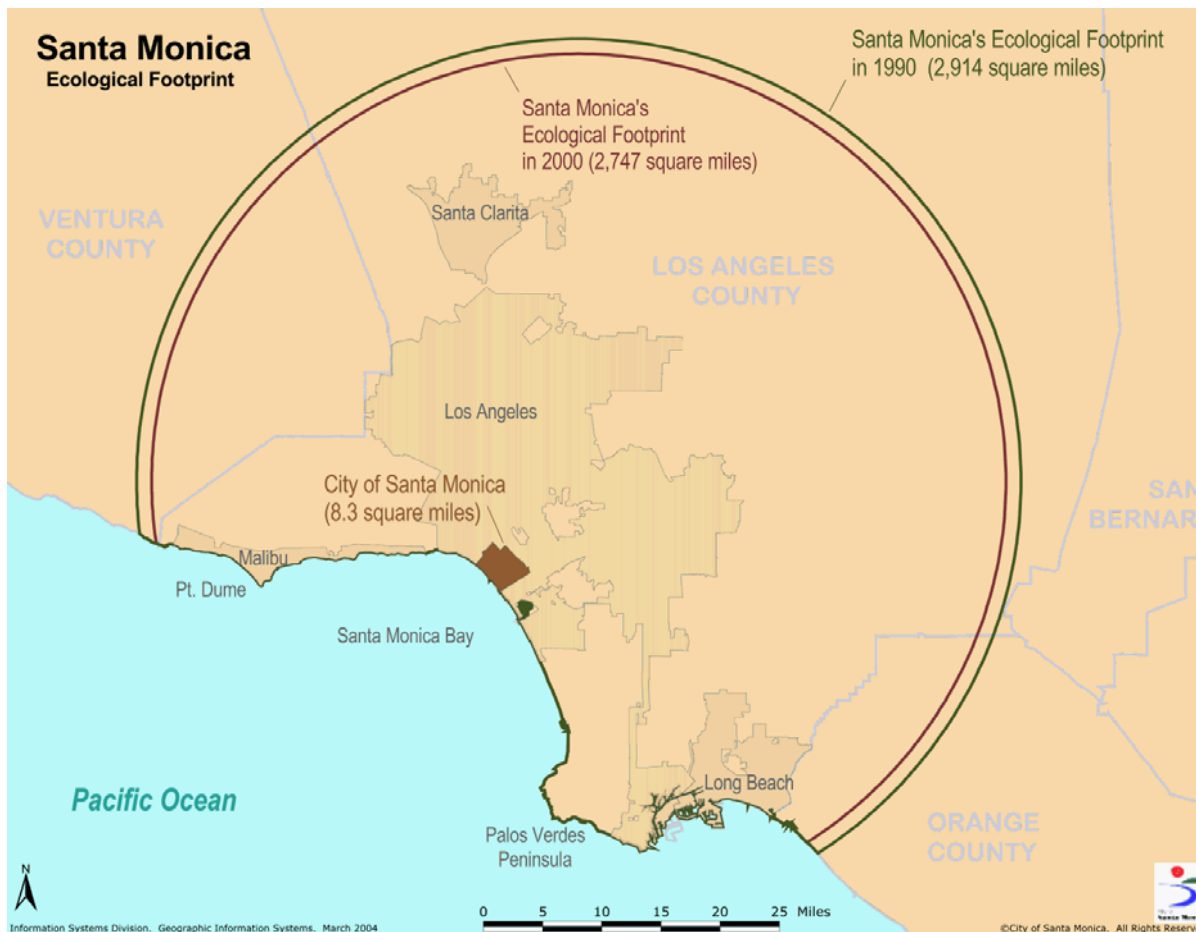 Santa Monica
Ecological Footprint
Santa Monica's Ecological Footprint
in 1990 (2,914 square miles)
Santa Monica's
Ecological Footprint
in 2000 (2,747 square miles)
VENTURA
COUNTY
Santa Clarita
LOS ANGELES
COUNTY
Los Angeles
City of Santa Monica
(8.3 square miles)
SAN
BERNAR
Malibu
Pt. Dume
Santa Monica Bay
Pacific Ocean
Long Beach
Palos Verdes
Peninsula
ORANGE
COUNTY
N
0 5 10 15 20 25 Miles
Santa Mon
Information Systems Division. Geographic Information Systems. March 2004
©City of Santa Monica. All Rights Reserv